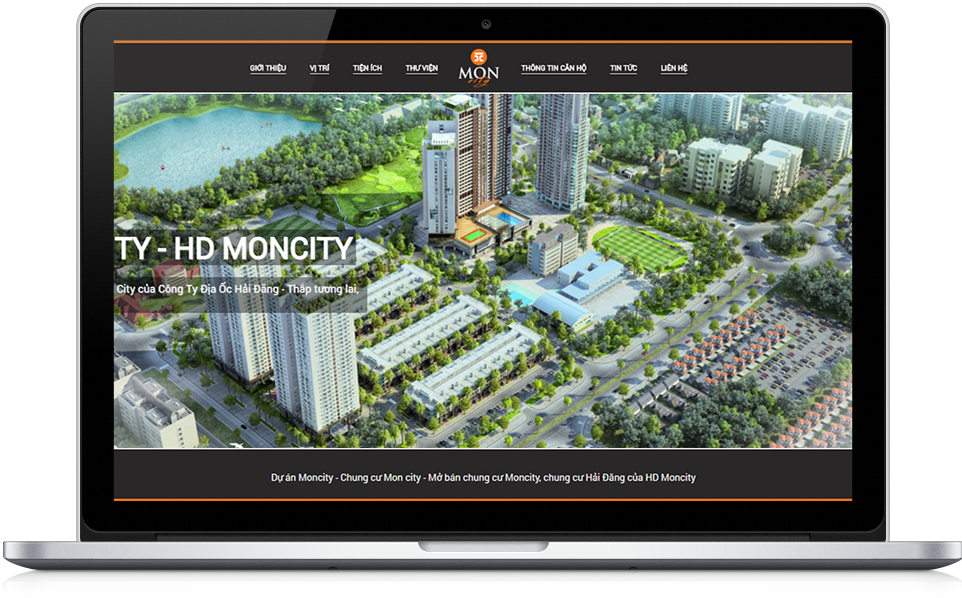 GIỚI THIỆU
VỊ TRÍ
TIỆN ÍCH
THƯ VIỆN
MON
city
THÔNG TIN CĂN HỘ
TIN TỨC
LIÊN HỆ
TY - HD MONCITY
City của Công Ty Địa Ốc Hải Đăng - Thắp tương lai,
Dự án Moncity - Chung cư Mon city - Mở bán chung cư Moncity, chung cư Hải Đăng của HD Moncity